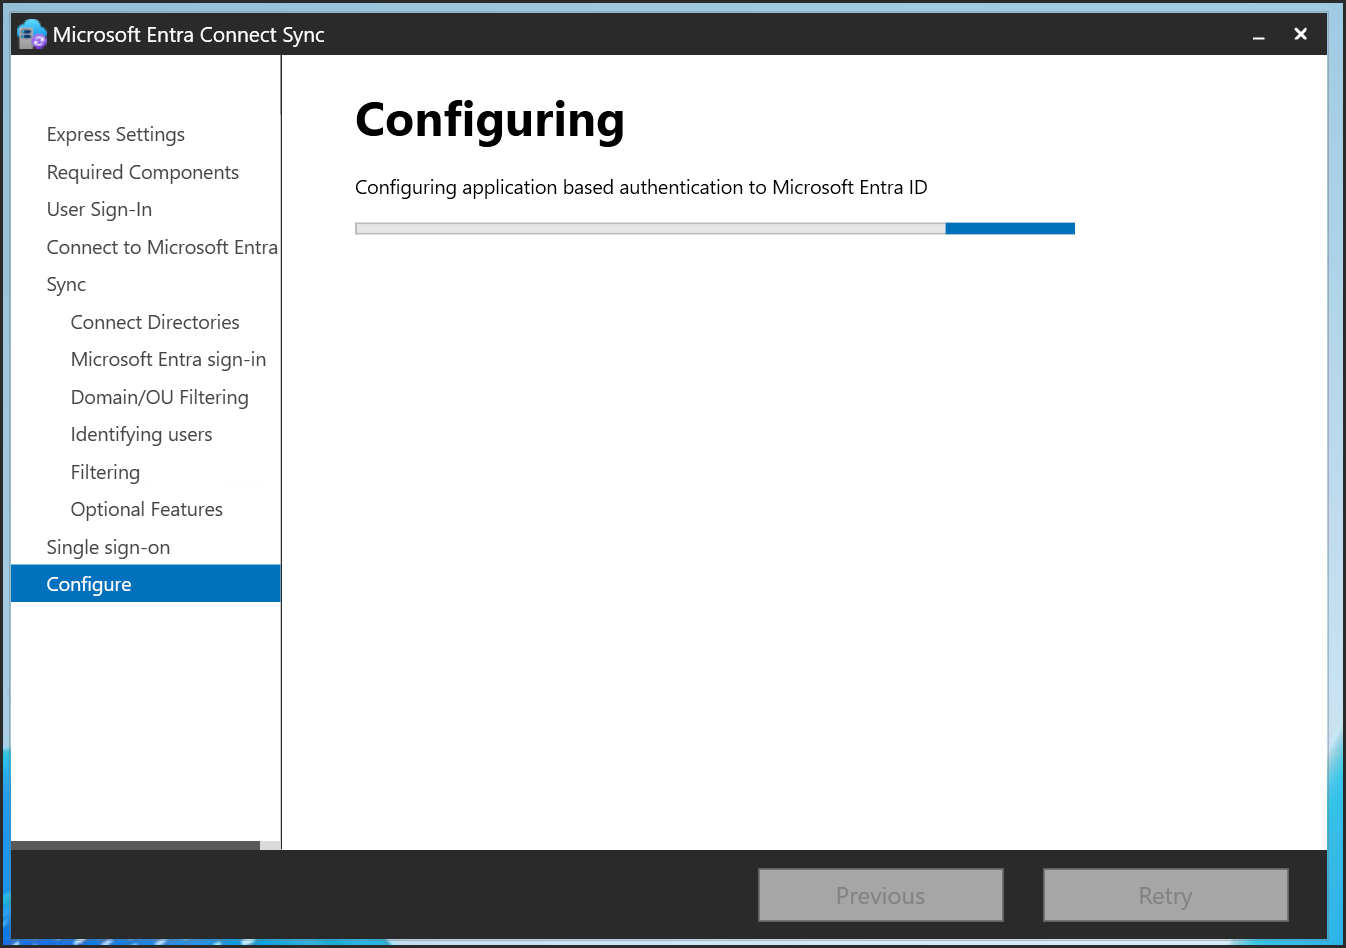 Microsoft Entra Connect Sync
Express Settings
Required Components
User Sign-In
Connect to Microsoft Entra
Sync
Connect Directories
Microsoft Entra sign-in
Domain/OU Filtering
Identifying users
Filtering
Optional Features
Single sign-on
Configure
Configuring
Configuring application based authentication to Microsoft Entra ID
Previous
Retry